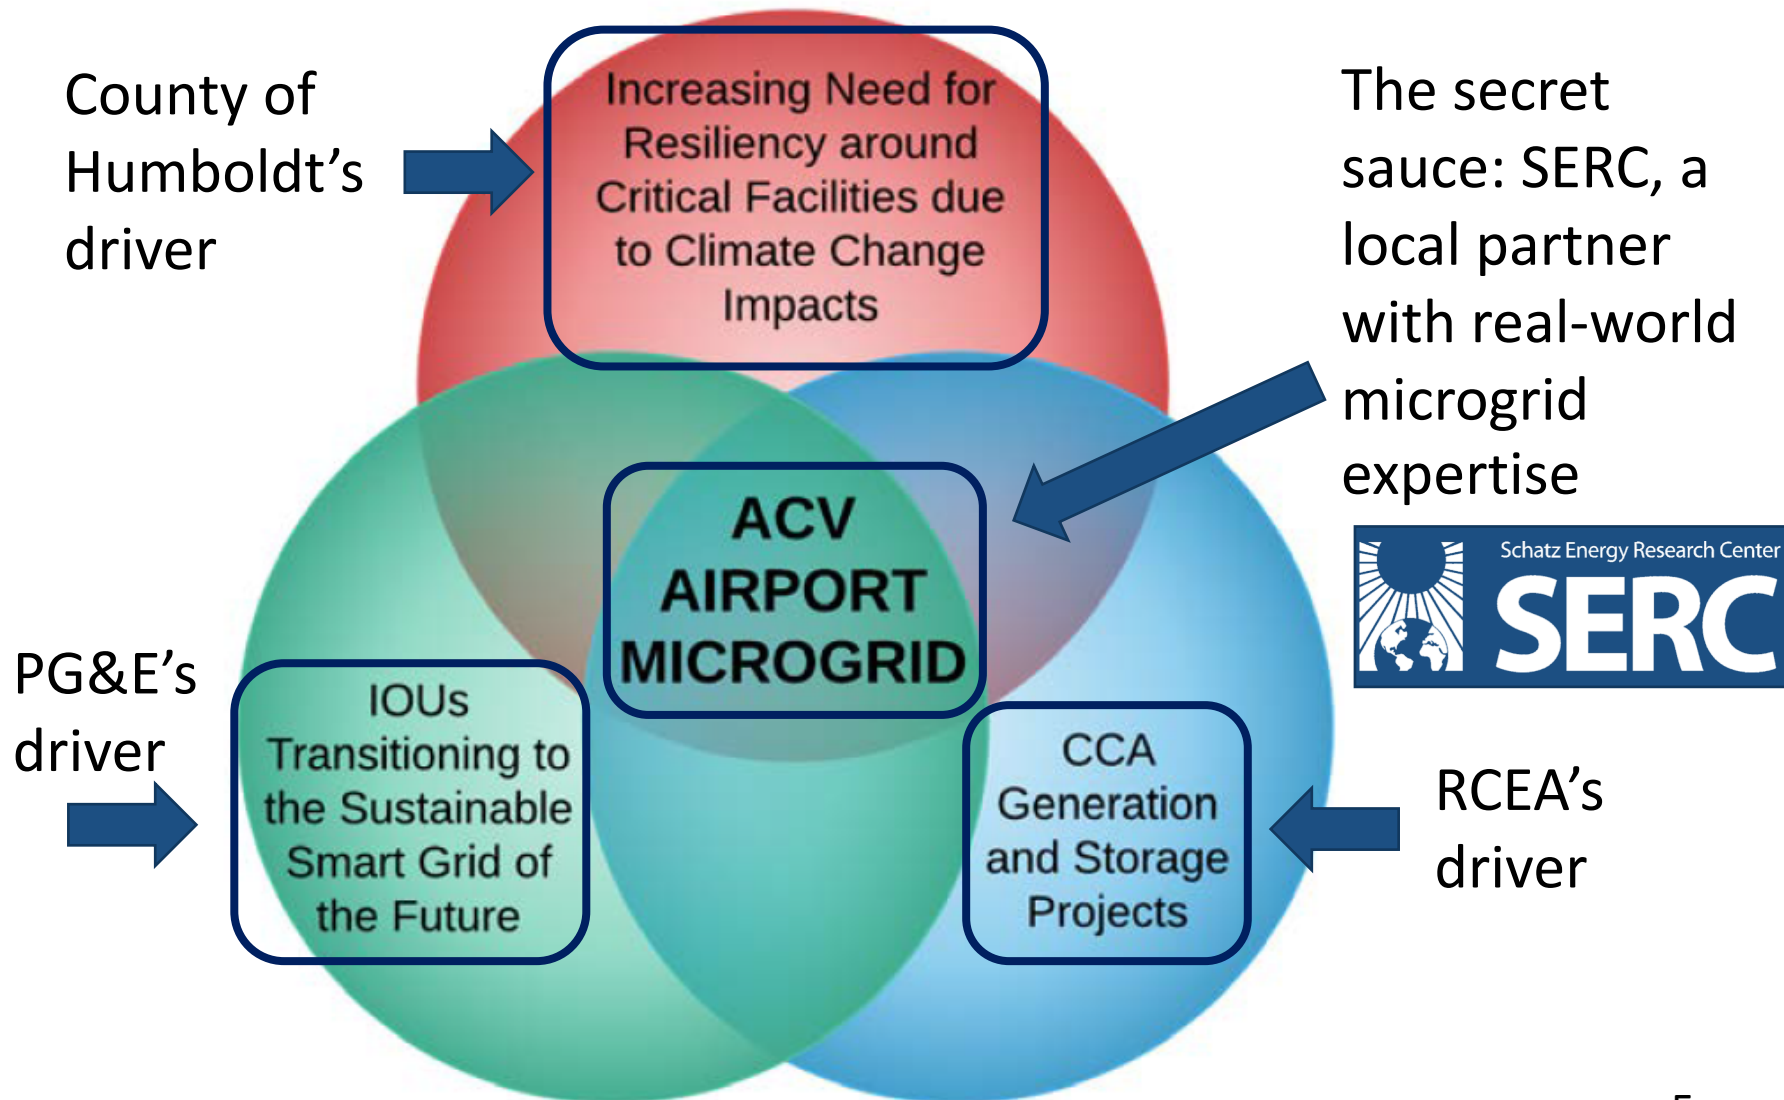 County of
Humboldt’s
driver
Increasing Need for
Resiliency around
Critical Facilities due
to Climate Change
Impacts
The secret
sauce: SERC, a
local partner
with real-world
microgrid
expertise
Schatz Energy Research Center
SERC
ACV
AIRPORT
MICROGRID
PG&E’s
driver
IOUs
Transitioning to
the Sustainable
Smart Grid of
the Future
CCA
Generation
and Storage
Projects
RCEA’s
driver